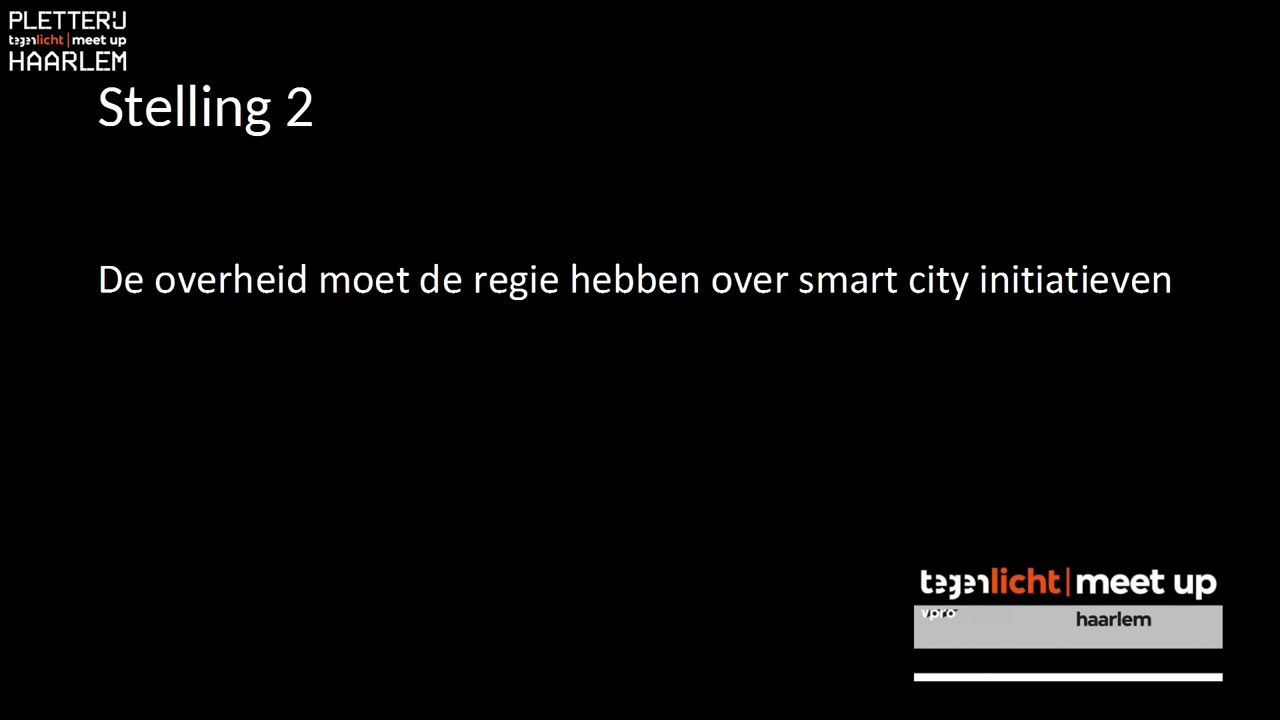 PLETTERIJ
tegenlicht | meet up
HAARLEM
Stelling 2
De overheid moet de regie hebben over smart city initiatieven
tegenlicht | meet up
vpro
haarlem